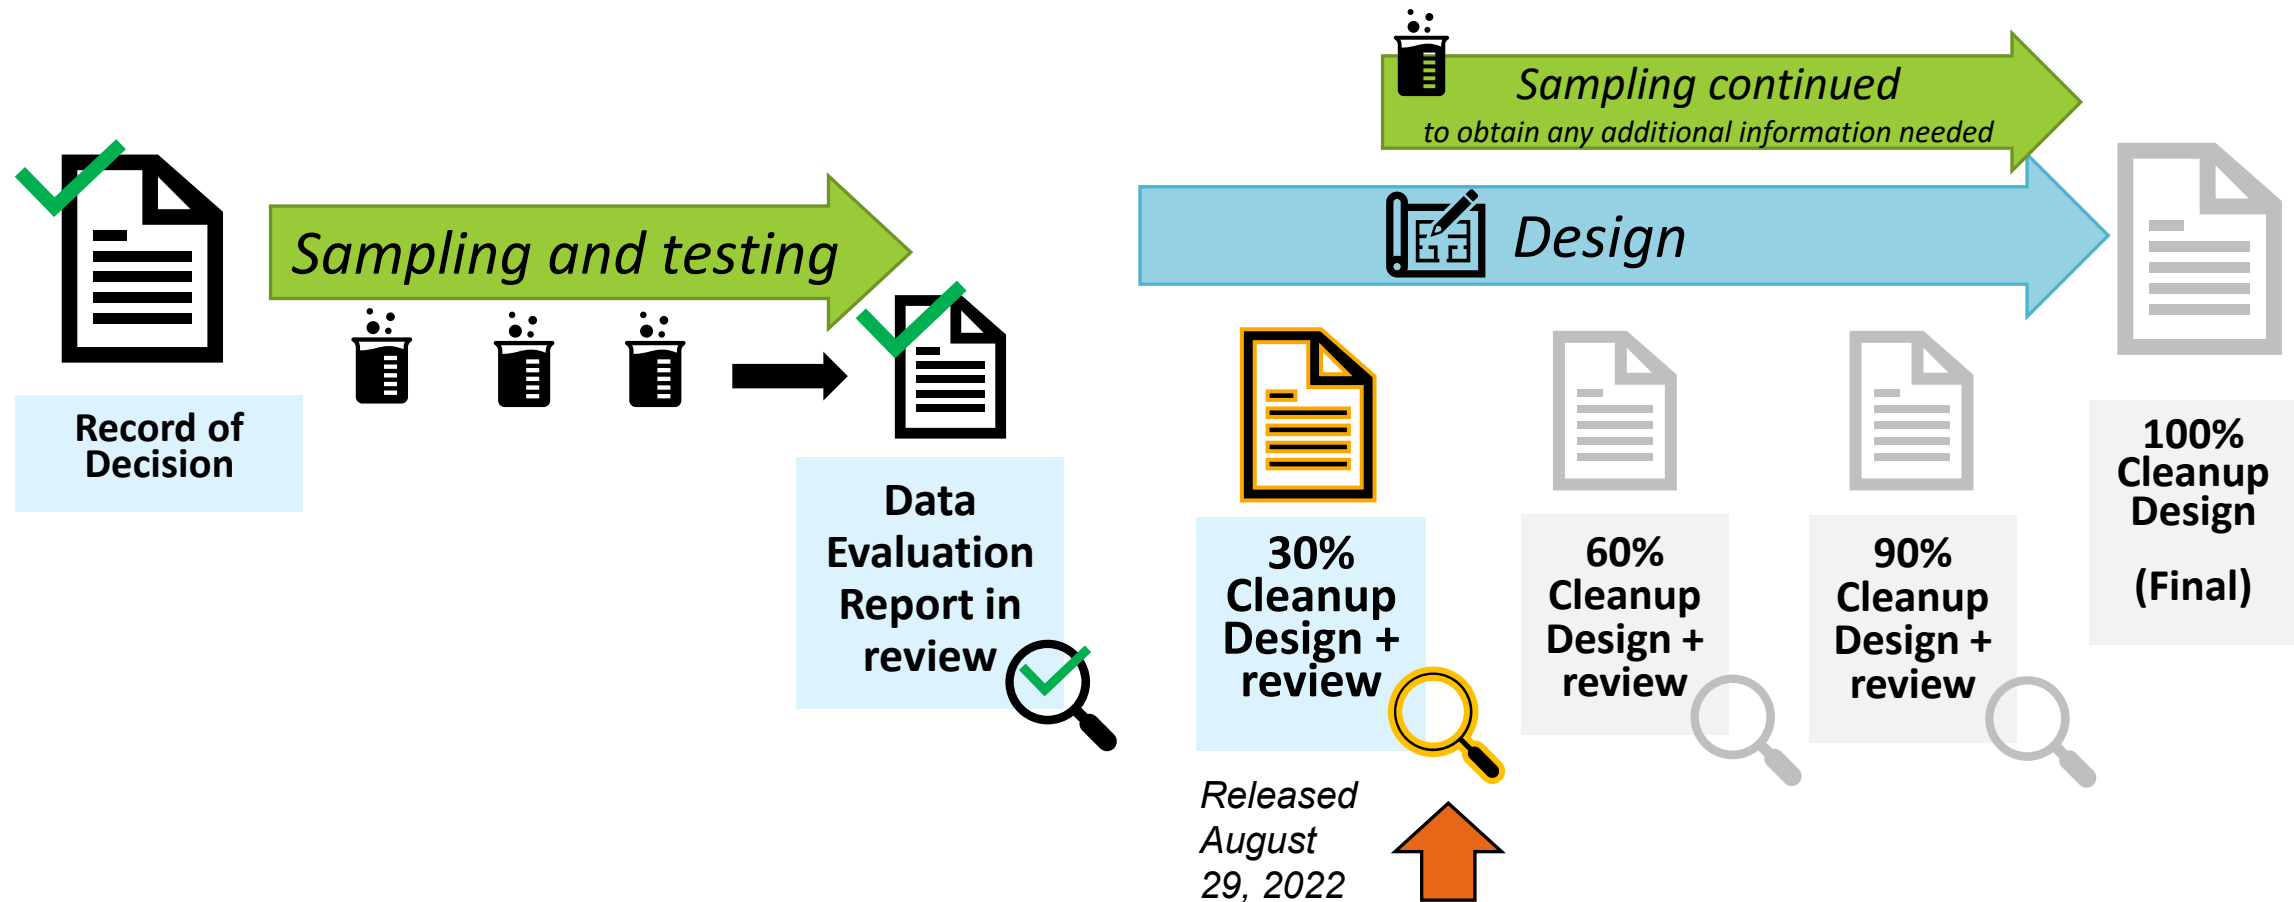 Sampling continued
to obtain any additional information needed
Sampling and testing
Design
Record of
Decision
Data
Evaluation
Report in
review
30%
Cleanup
Design +
review
Released
August
29, 2022
60%
Cleanup
Design +
review
90%
Cleanup
Design +
review
100%
Cleanup
Design
(Final)